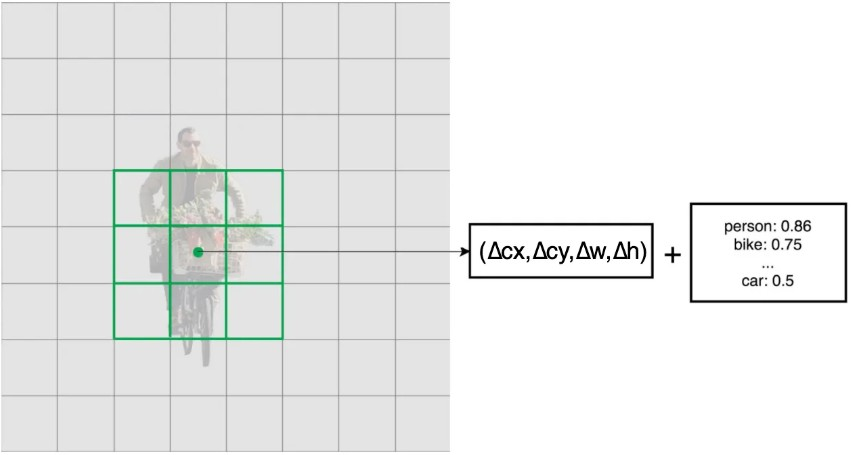 (Δcx,Δcy,Δw,Δh)
+
person: 0.86
bike: 0.75
...
car: 0.5